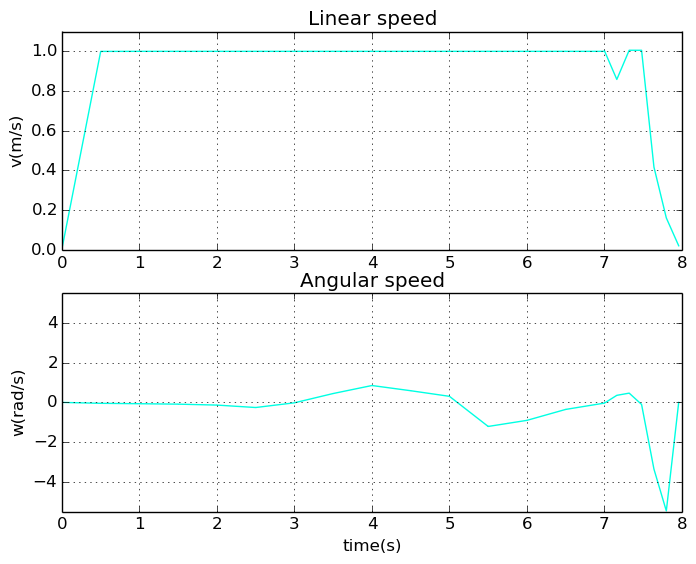 Linear speed
v(m/s)
1.0
0.8
0.6
0.4
0.2
0.0
0 1 2 3 4 5 6 7 8
Angular speed
w(rad/s)
4
2
0
−2
−4
0 1 2 3 4 5 6 7 8
time(s)